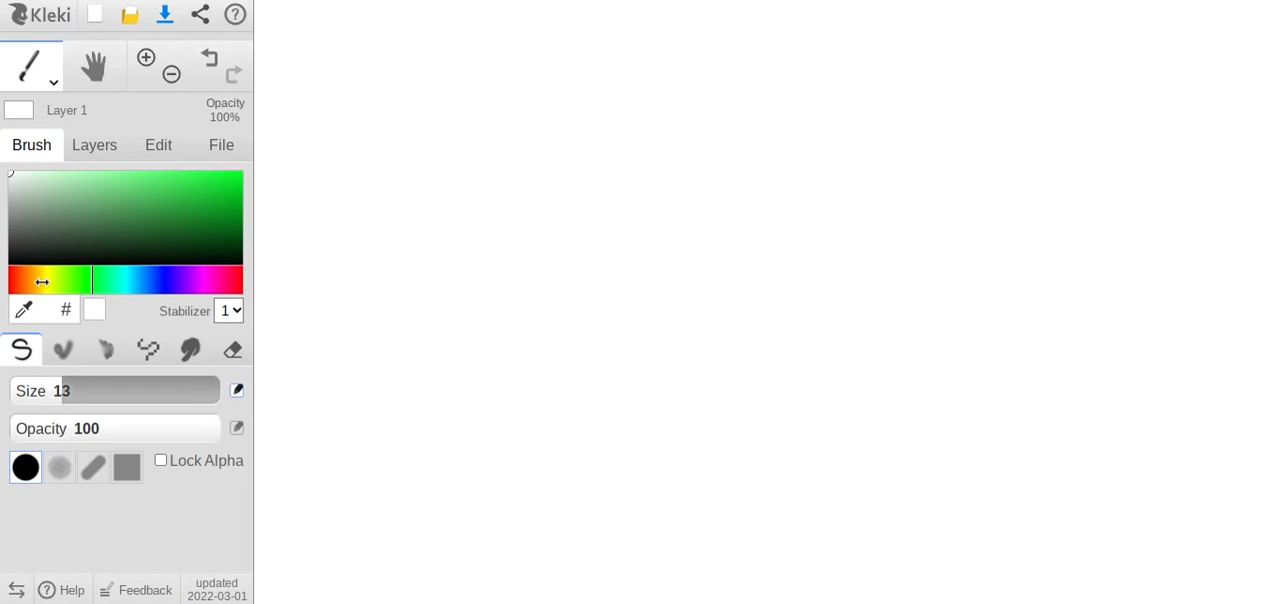 Kleki
Layer 1
Opacity
100%
Brush Layers Edit File
# Stabilizer 1
Size 13
Opacity 100
Lock Alpha
Help Feedback updated
2022-03-01